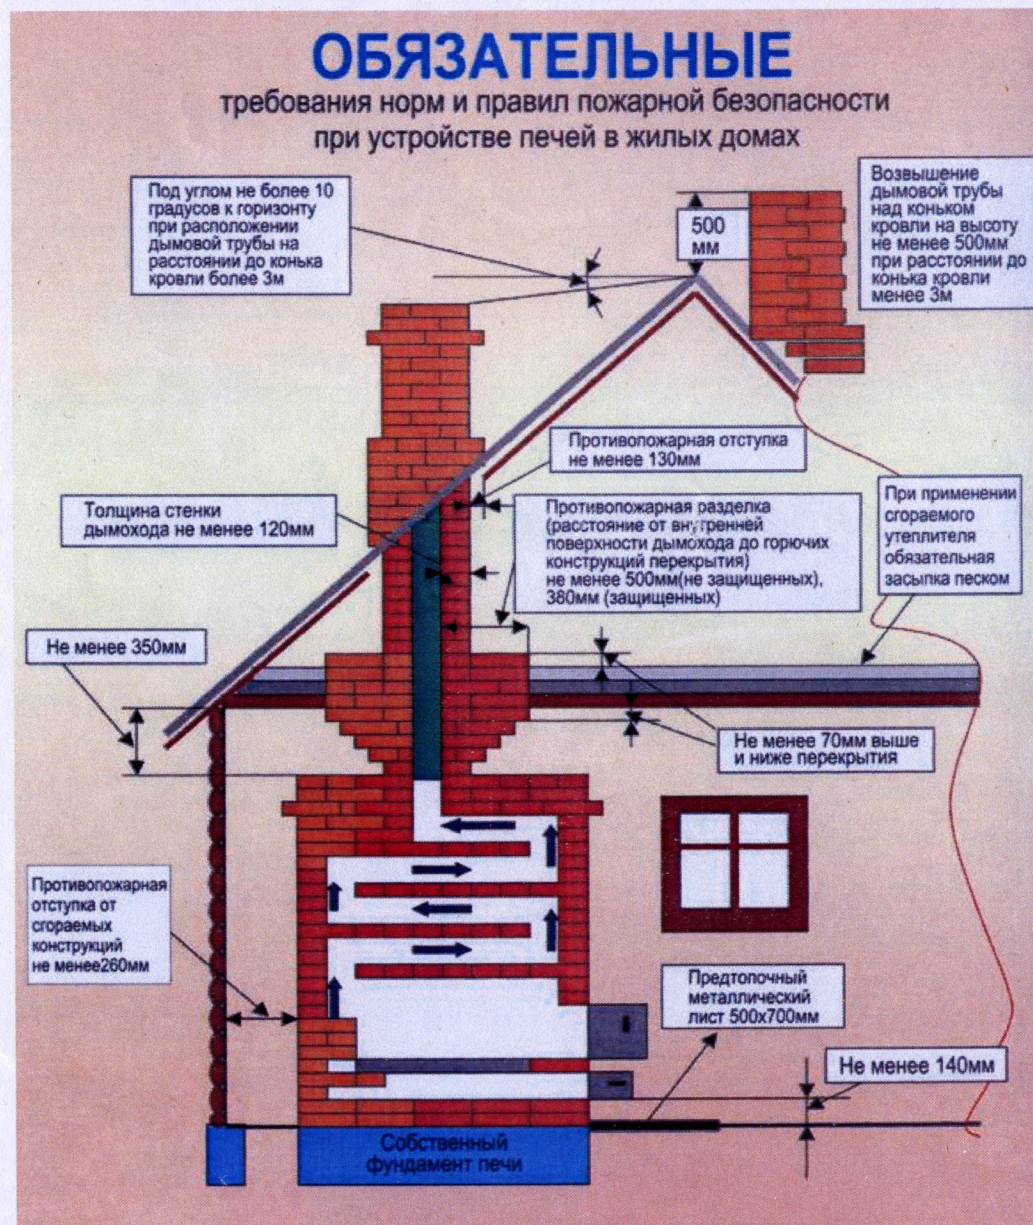 ОБЯЗАТЕЛЬНЫЕ
требования норм и правил пожарной безопасности
при устройстве печей в жилых домах
Под углом не более 10
градусов к горизонту
при расположении
дымовой трубы на
расстоянии до конька
кровли более 3м
500
мм
Возвышение
дымовой трубы
над коньком
кровли на высоту
не менее 500мм
при расстоянии до
конька кровли
менее 3м
Противопожарная отступка
не менее 130мм
Толщина стенки
дымохода не менее 120мм
Противопожарная разделка
(расстояние от внутренней
поверхности дымохода до горючих
конструкций перекрытия)
не менее 500мм(не защищенных),
380мм (защищенных)
При применении
сгораемого
утеплителя
обязательная
засыпка песком
Не менее 350мм
Не менее 70мм выше
и ниже перекрытия
Противопожарная
отступка от
сгораемых
конструкций
не менее260мм
Предтопочный
металлический
лист 500х700мм
Не менее 140мм
Собственный
фундамент печи